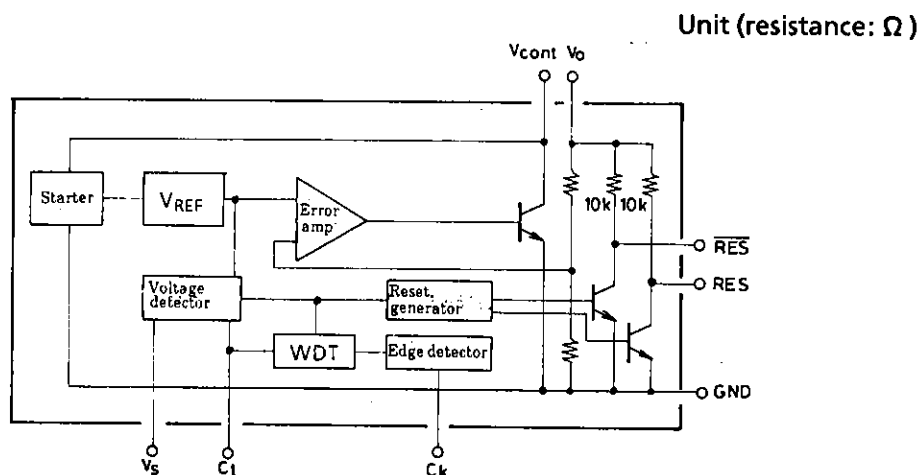 Unit (resistance: Ω)
Vcont Vo
Starter
VREF
Error
amp
10k 10k
RES
RES
Voltage
detector
Reset
generator
WDT
Edge detector
GND
Vs
C1
Ck